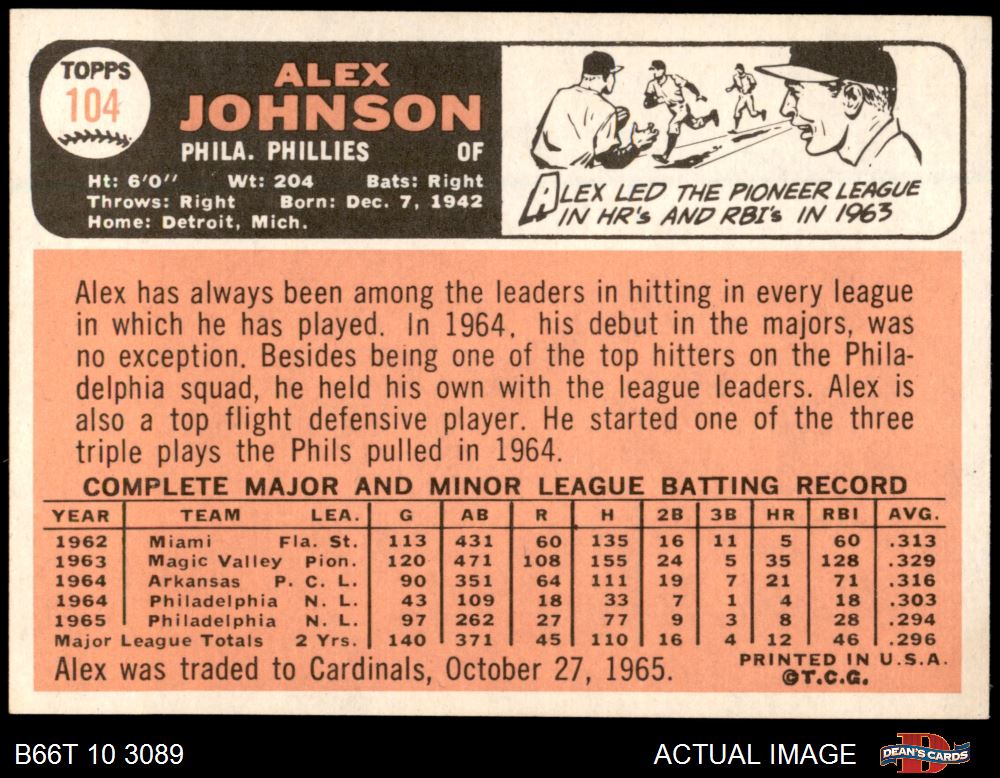 TOPPS
104
ALEX
JOHNSON
PHILA. PHILLIES OF
Ht: 6'0" Wt: 204 Bats: Right
Throws: Right Born: Dec. 7, 1942
Home: Detroit, Mich.
ALEX LED THE PIONEER LEAGUE
IN HR's AND RBI's IN 1963
Alex has always been among the leaders in hitting in every league
in which he has played. In 1964, his debut in the majors, was
no exception. Besides being one of the top hitters on the Phila-
delphia squad, he held his own with the league leaders. Alex is
also a top flight defensive player. He started one of the three
triple plays the Phils pulled in 1964.
COMPLETE MAJOR AND MINOR LEAGUE BATTING RECORD
YEAR TEAM LEA. G AB R H 2B 3B HR RBI AVG.
1962 Miami Fla. St. 113 431 60 135 16 11 5 60 .313
1963 Magic Valley Pion. 120 471 108 155 24 5 35 128 .329
1964 Arkansas P. C. L. 90 351 64 111 19 7 21 71 .316
1964 Philadelphia N. L. 43 109 18 33 7 1 4 18 .303
1965 Philadelphia N. L. 97 262 27 77 9 3 8 28 .294
Major League Totals 2 Yrs. 140 371 45 110 16 4 12 46 .296
Alex was traded to Cardinals, October 27, 1965.
PRINTED IN U.S.A.
©T.C.G.
B66T 10 3089
ACTUAL IMAGE
DEAN'S CARDS